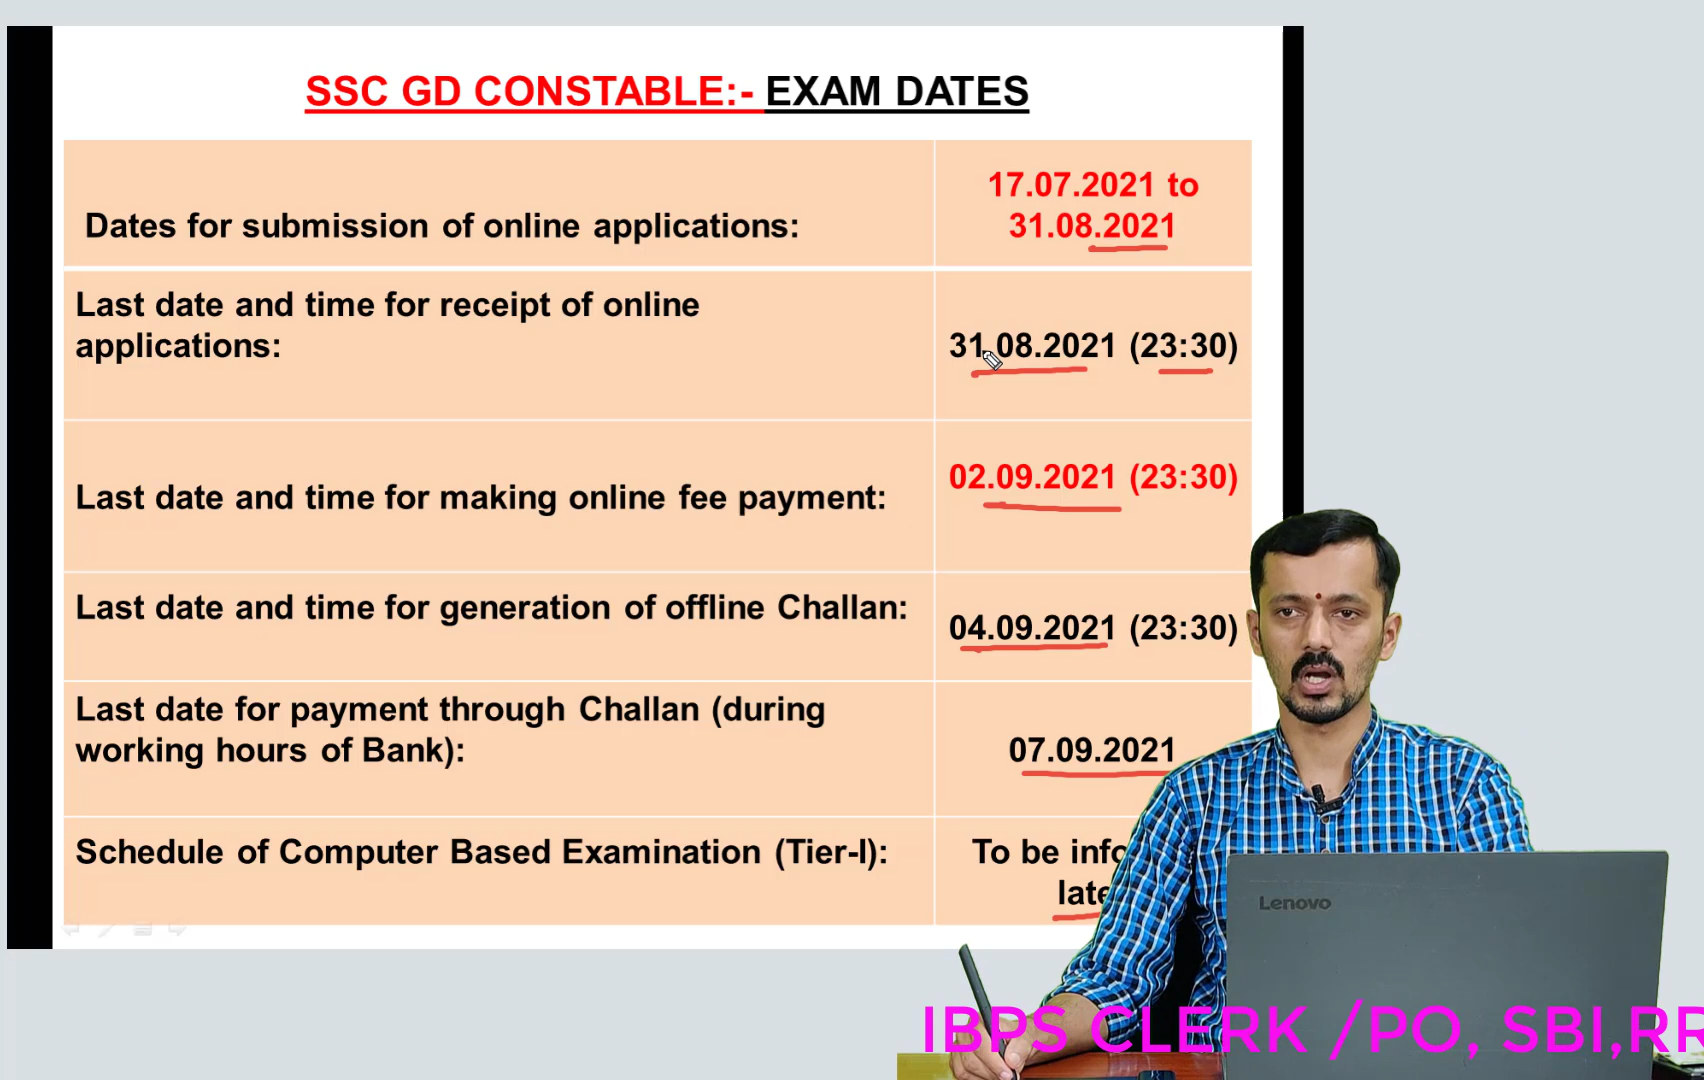 SSC GD CONSTABLE:- EXAM DATES
Dates for submission of online applications:
17.07.2021 to
31.08.2021
Last date and time for receipt of online
applications:
31.08.2021 (23:30)
Last date and time for making online fee payment:
02.09.2021 (23:30)
Last date and time for generation of offline Challan:
04.09.2021 (23:30)
Last date for payment through Challan (during
working hours of Bank):
07.09.2021
Schedule of Computer Based Examination (Tier-I):
To be
Lenovo
IBPS CLERK /PO, SBI,